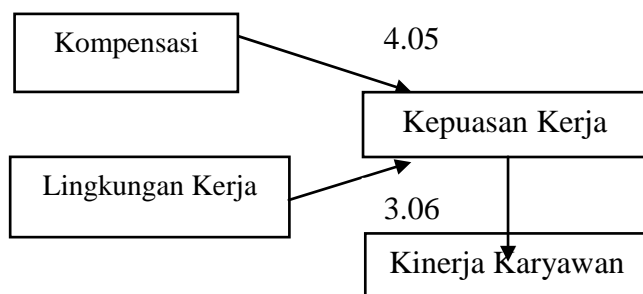 Kompensasi
4.05
Kepuasan Kerja
Lingkungan Kerja
3.06
Kinerja Karyawan